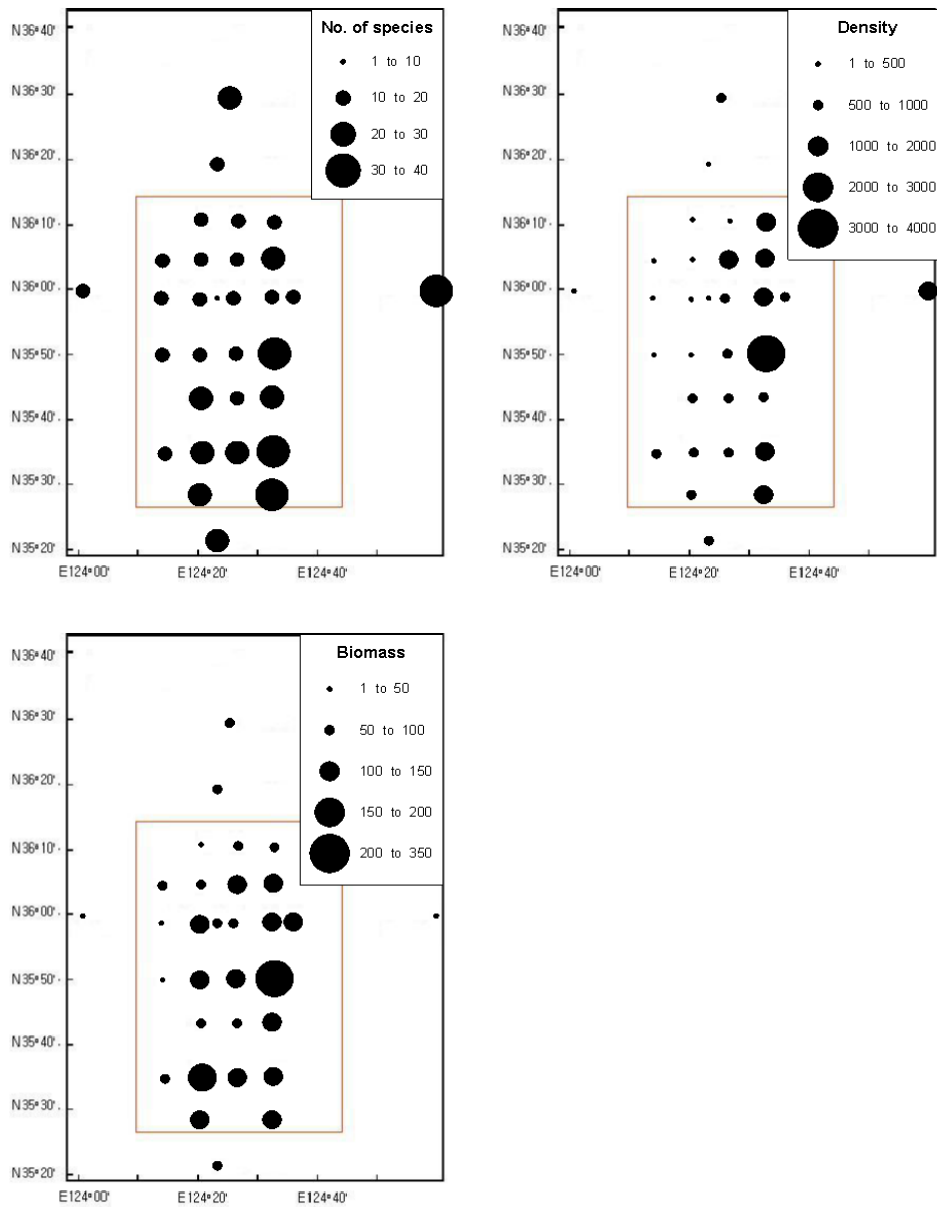 No. of species
1 to 10
10 to 20
20 to 30
30 to 40
N36°40'
N36°30'
N36°20'
N36°10'
N36°00'
N35°50'
N35°40'
N35°30'
N35°20'
E124°00' E124°20' E124°40'
Density
1 to 500
500 to 1000
1000 to 2000
2000 to 3000
3000 to 4000
N36°40'
N36°30'
N36°20'
N36°10'
N36°00'
N35°50'
N35°40'
N35°30'
N35°20'
E124°00' E124°20' E124°40'
Biomass
1 to 50
50 to 100
100 to 150
150 to 200
200 to 350
N36°40'
N36°30'
N36°20'
N36°10'
N36°00'
N35°50'
N35°40'
N35°30'
N35°20'
E124°00' E124°20' E124°40'